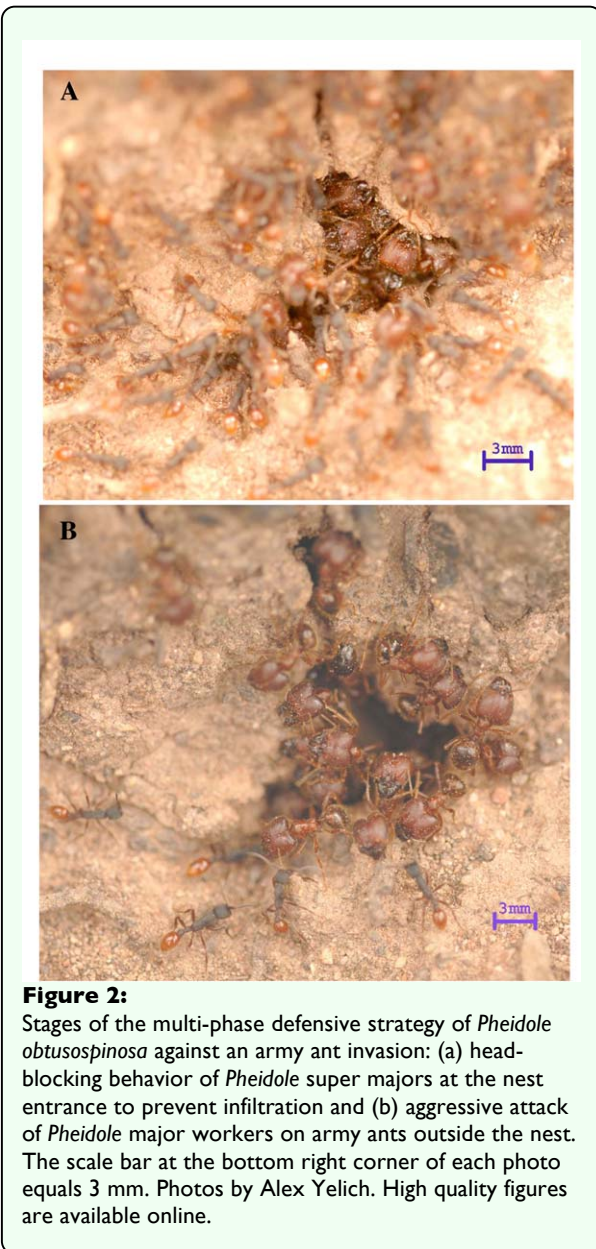 A
3mm
B
3mm
Figure 2:
Stages of the multi-phase defensive strategy of Pheidole
obtusospinosa against an army ant invasion: (a) head-
blocking behavior of Pheidole super majors at the nest
entrance to prevent infiltration and (b) aggressive attack
of Pheidole major workers on army ants outside the nest.
The scale bar at the bottom right corner of each photo
equals 3 mm. Photos by Alex Yelich. High quality figures
are available online.